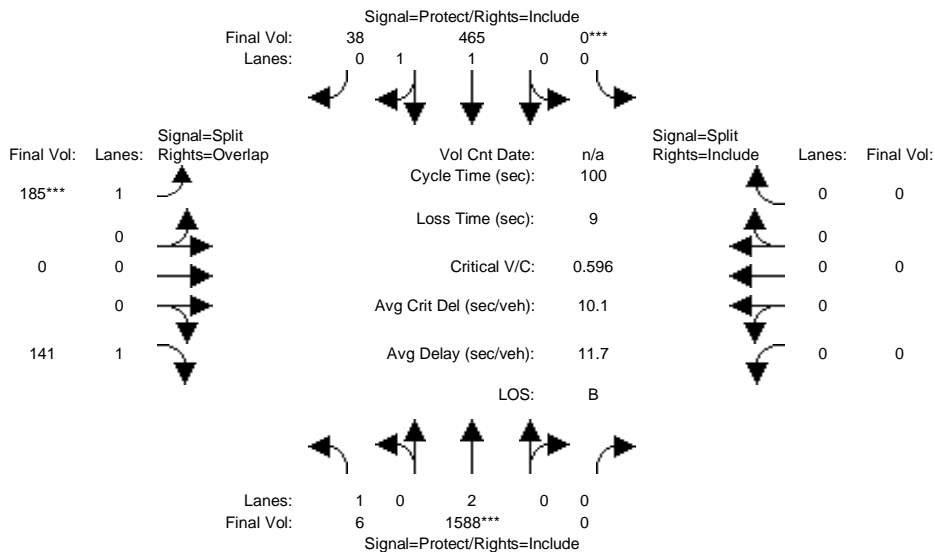 Signal=Protect/Rights=Include
Final Vol: 38 465 0***
Lanes: 0 1 1 0 0
Signal=Split Signal=Split
Final Vol: Lanes: Rights=Overlap Vol Cnt Date: n/a Rights=Include Lanes: Final Vol:
Cycle Time (sec): 100
185*** 1 0 0
Loss Time (sec): 9
0 0
0 0 Critical V/C: 0.596 0 0
0 Avg Crit Del (sec/veh): 10.1 0
141 1 Avg Delay (sec/veh): 11.7 0 0
LOS: B
Lanes: 1 0 2 0 0
Final Vol: 6 1588*** 0
Signal=Protect/Rights=Include